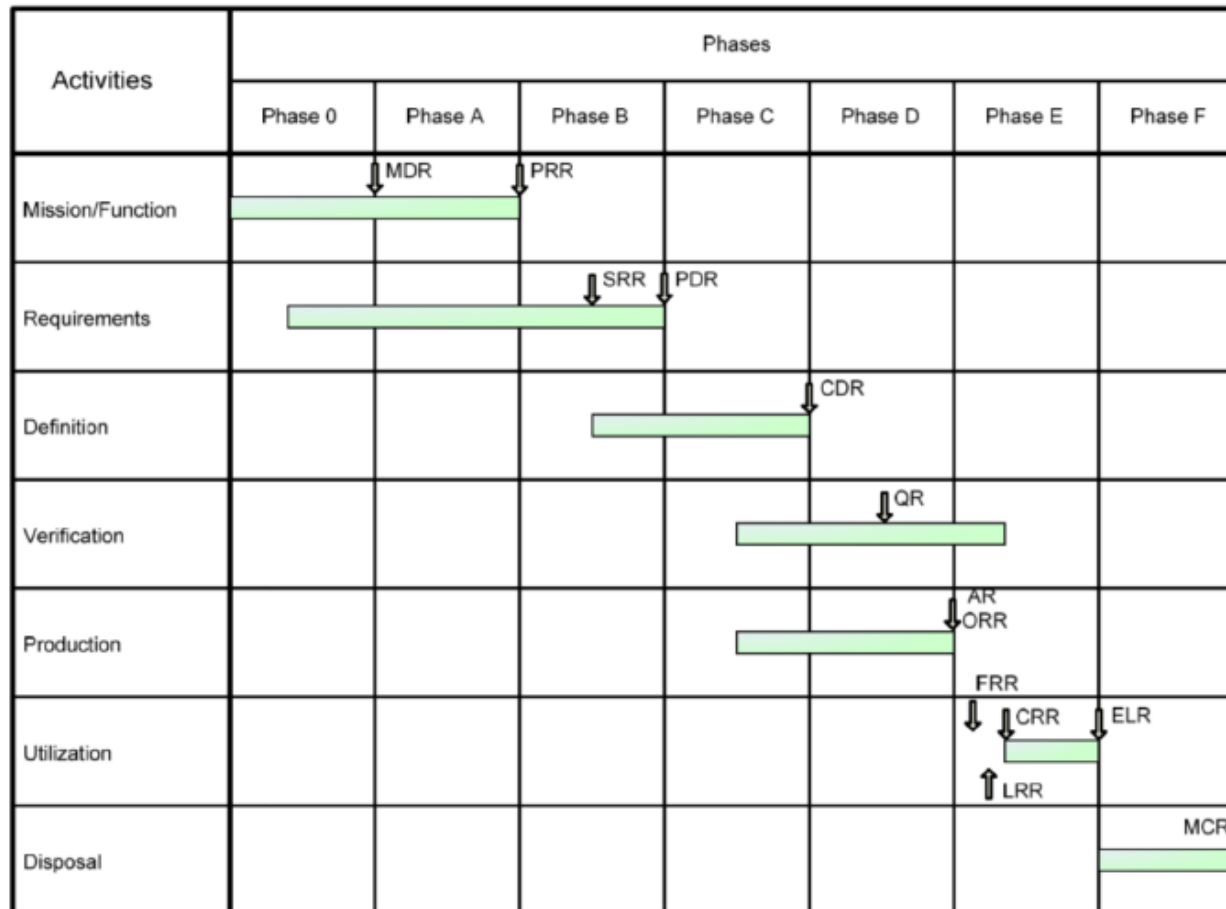 Activities
Phases
Phase 0
Phase A
Phase B
Phase C
Phase D
Phase E
Phase F
Mission/Function
MDR
PRR
Requirements
SRR
PDR
Definition
CDR
Verification
QR
Production
AR
ORR
Utilization
FRR
CRR
ELR
LRR
Disposal
MCR